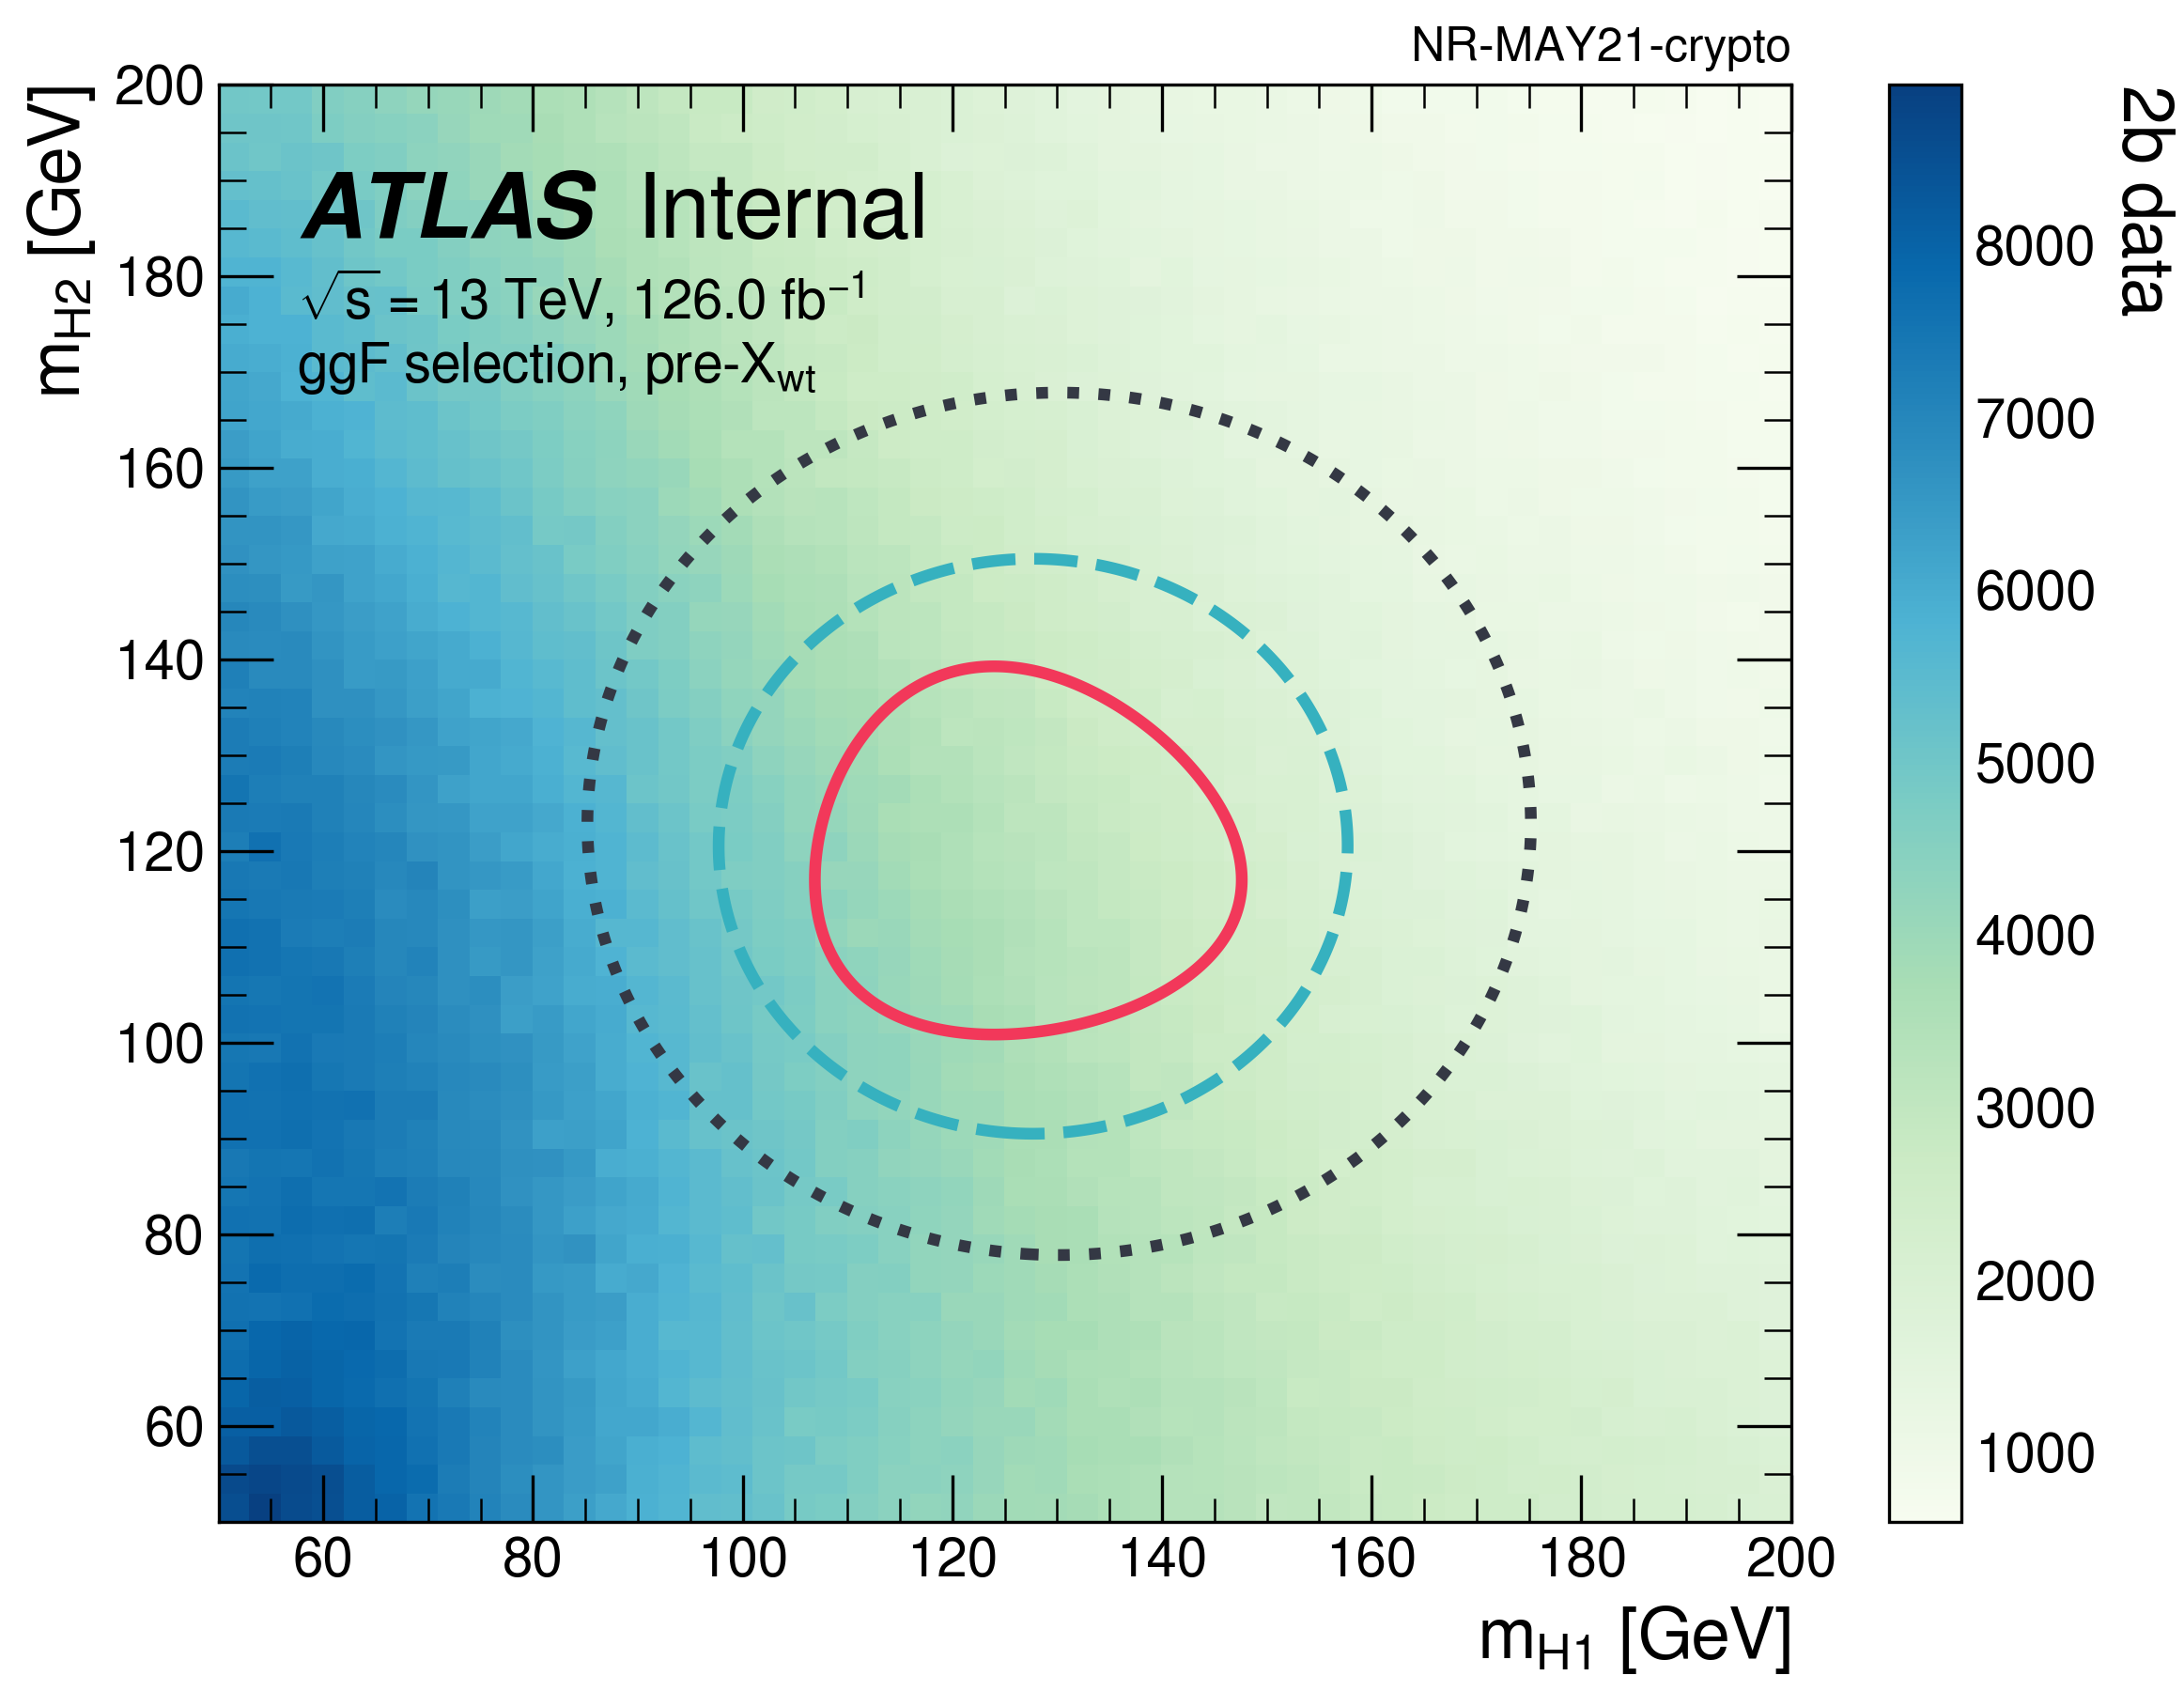 NR-MAY21-crypto
ATLAS Internal
√s = 13 TeV, 126.0 fb⁻¹
ggF selection, pre-X_wt
m_H2 [GeV]
200
180
160
140
120
100
80
60
60 80 100 120 140 160 180 200
m_H1 [GeV]
2b data
8000
7000
6000
5000
4000
3000
2000
1000